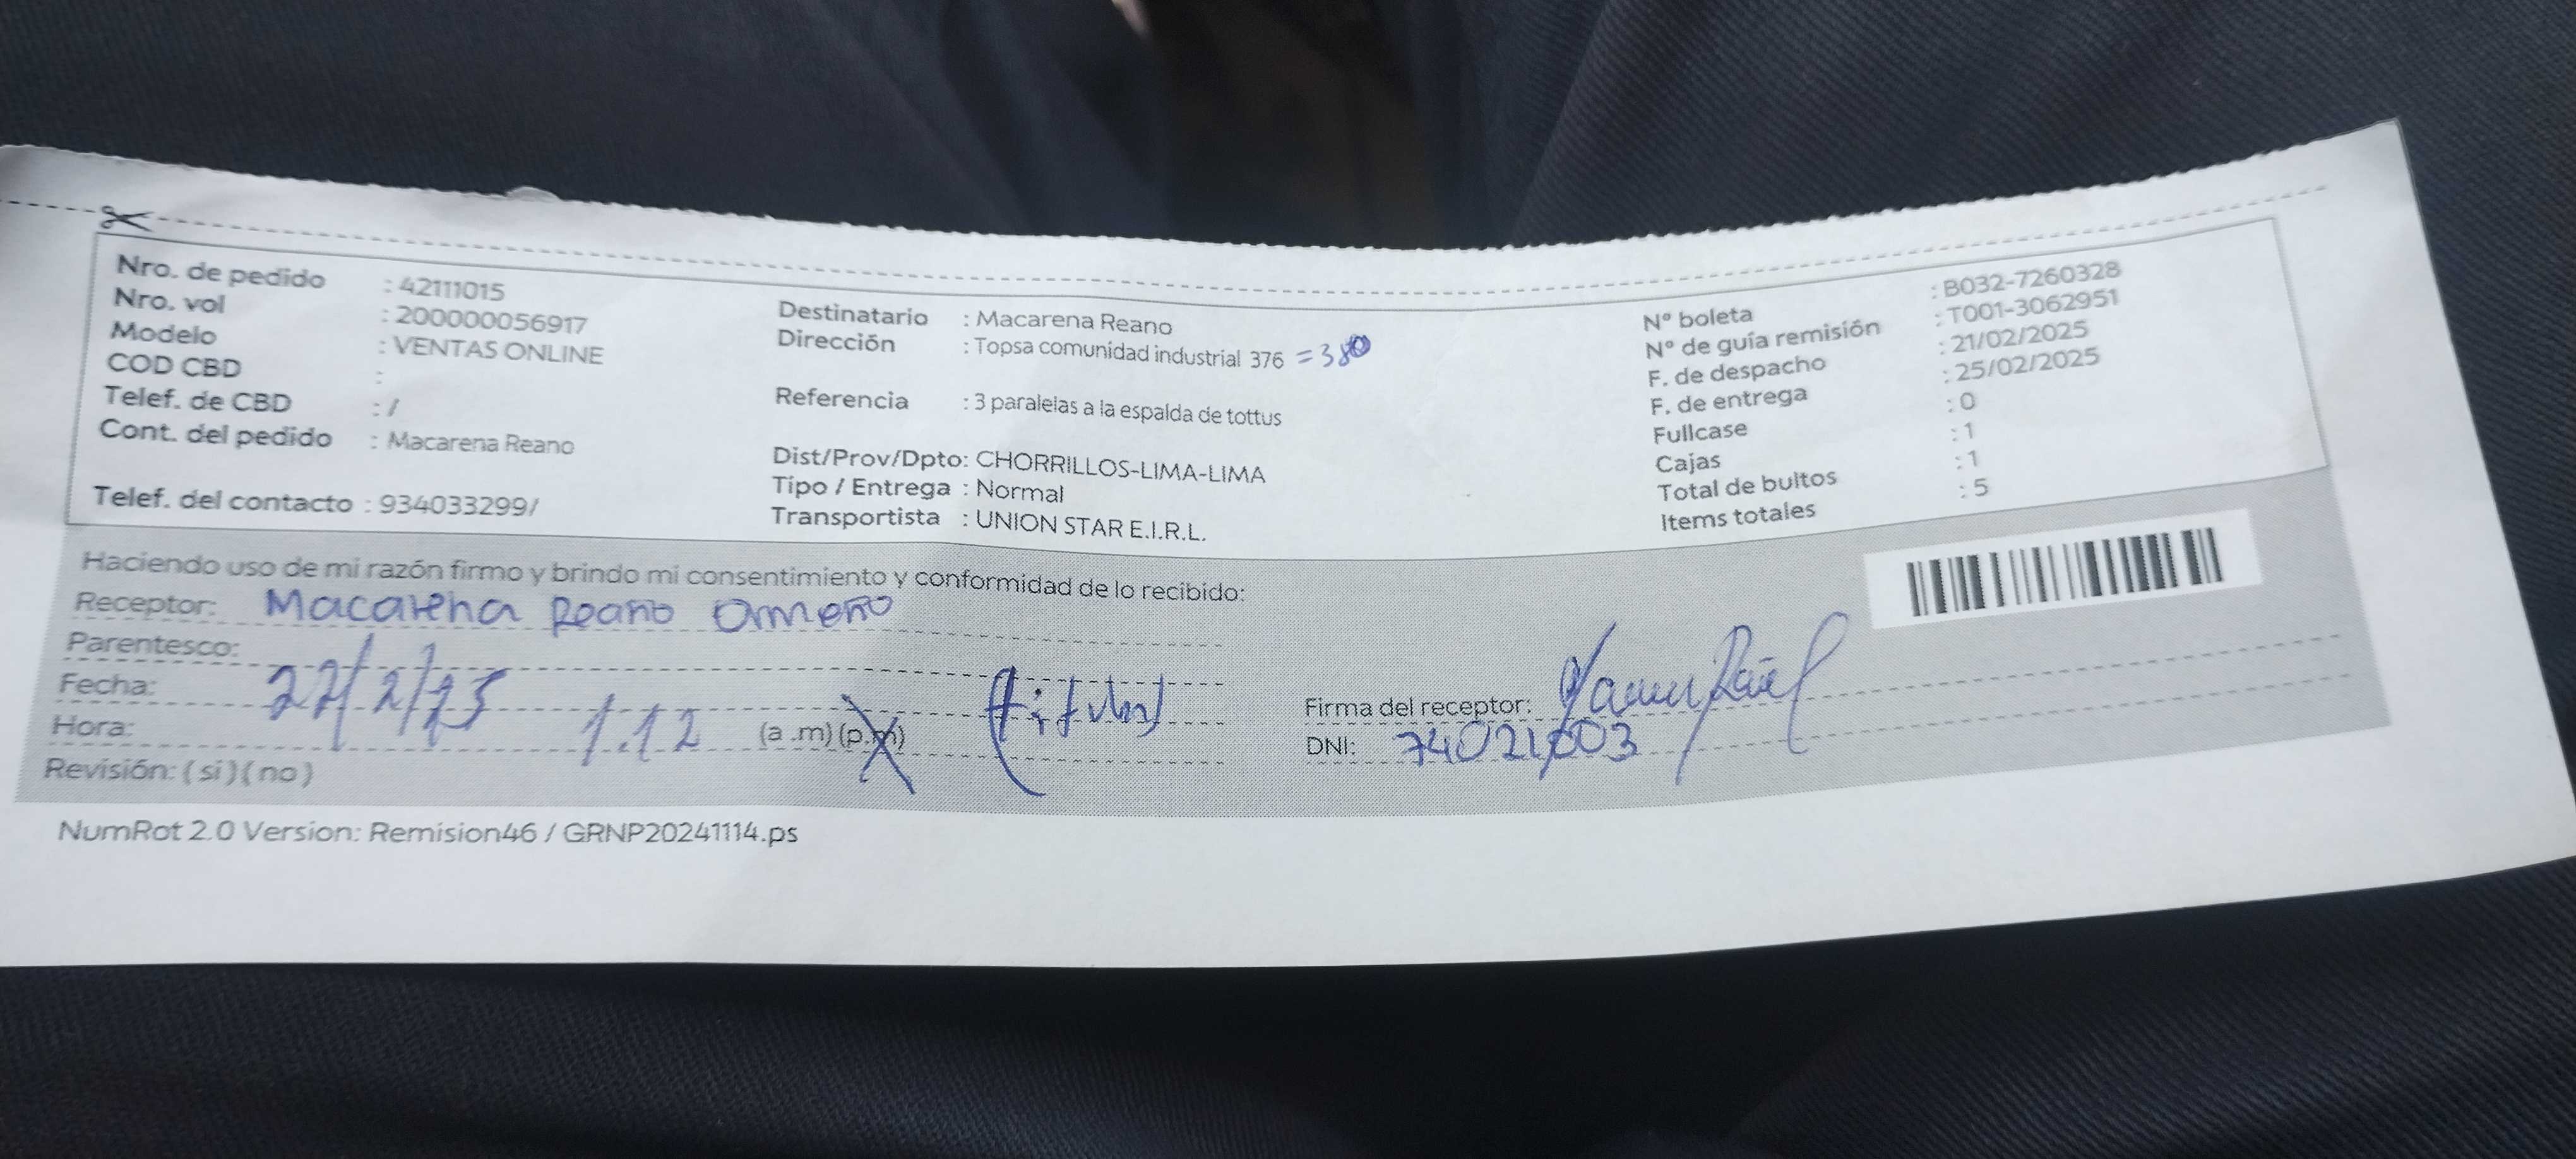 Nro. de pedido : 42111015
Nro. vol : 200000056917
Modelo : VENTAS ONLINE
COD CBD :
Telef. de CBD : /
Cont. del pedido : Macarena Reano
Telef. del contacto : 934033299/
Destinatario : Macarena Reano
Dirección : Topsa comunidad industrial 376 = 380
Referencia : 3 paralelas a la espalda de tottus
Dist/Prov/Dpto: CHORRILLOS-LIMA-LIMA
Tipo / Entrega : Normal
Transportista : UNION STAR E.I.R.L.
N° boleta : B032-7260328
N° de guía remisión : T001-3062951
F. de despacho : 21/02/2025
F. de entrega : 25/02/2025
Fullcase : 0
Cajas : 1
Total de bultos : 1
Items totales : 5
Haciendo uso de mi razón firmo y brindo mi consentimiento y conformidad de lo recibido:
Receptor: Macarena Reaño Ormeño
Parentesco:
Fecha:
Hora: 1.12 (a .m) (p.m)
(titular)
Revisión: ( si ) ( no )
Firma del receptor:
DNI: 74021003
NumRot 2.0 Version: Remision46 / GRNP20241114.ps